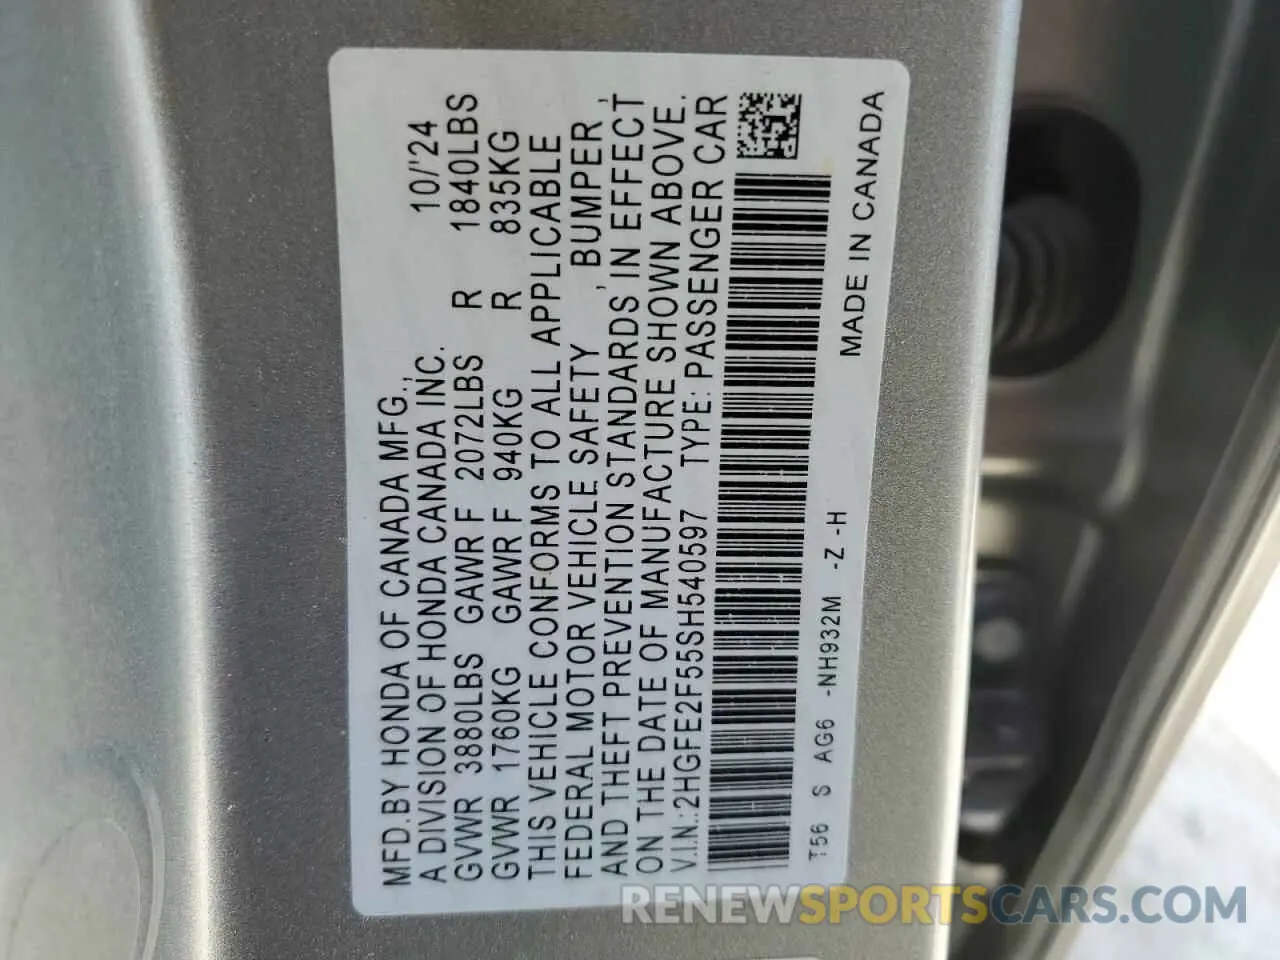 MFD.BY HONDA OF CANADA MFG.,
A DIVISION OF HONDA CANADA INC. 10/'24
GVWR 3880LBS GAWR F 2072LBS R 1840LBS
GVWR 1760KG GAWR F 940KG R 835KG
THIS VEHICLE CONFORMS TO ALL APPLICABLE
FEDERAL MOTOR VEHICLE SAFETY , BUMPER ,
AND THEFT PREVENTION STANDARDS IN EFFECT
ON THE DATE OF MANUFACTURE SHOWN ABOVE.
V.I.N.:2HGFE2F55SH540597 TYPE: PASSENGER CAR
T56 S AG6 -NH932M -Z -H
MADE IN CANADA
RENEWSPORTSCARS.COM